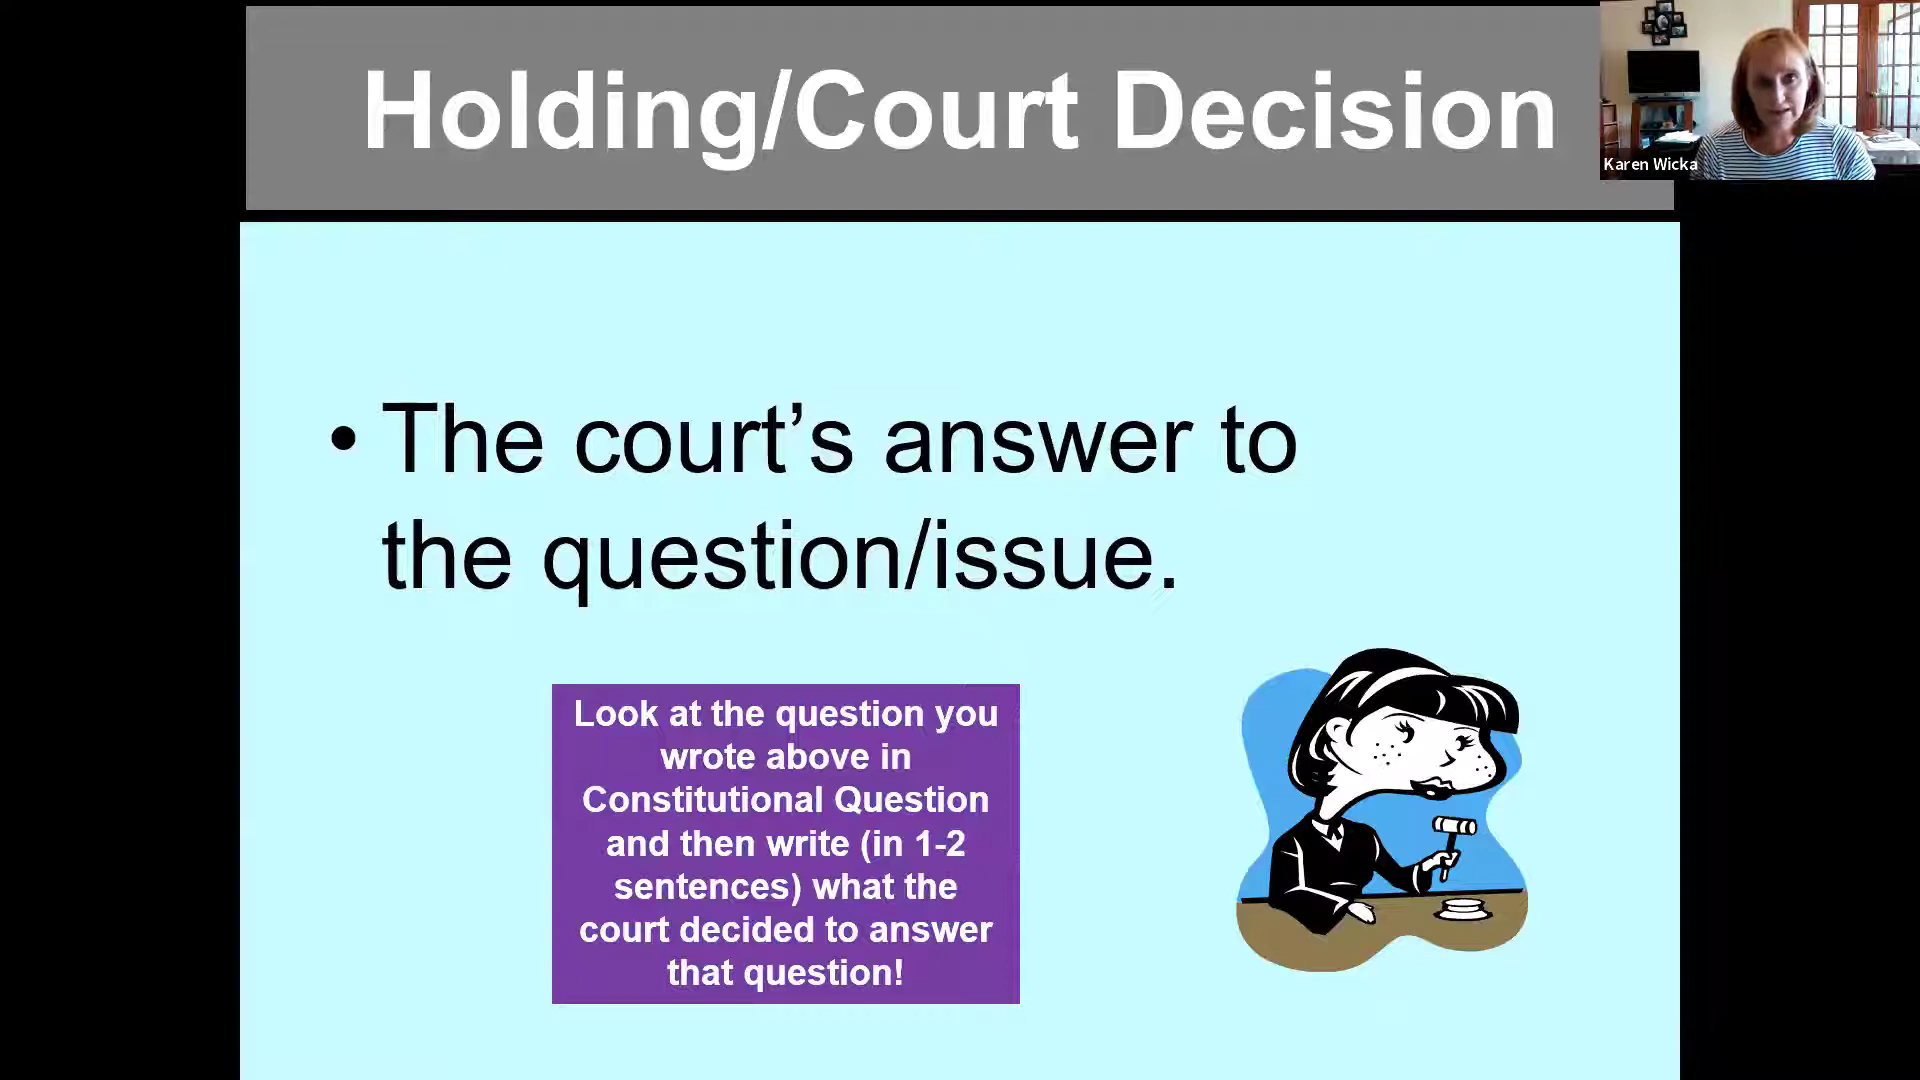 Holding/Court Decision
Karen Wicka
• The court’s answer to
the question/issue.
Look at the question you
wrote above in
Constitutional Question
and then write (in 1-2
sentences) what the
court decided to answer
that question!